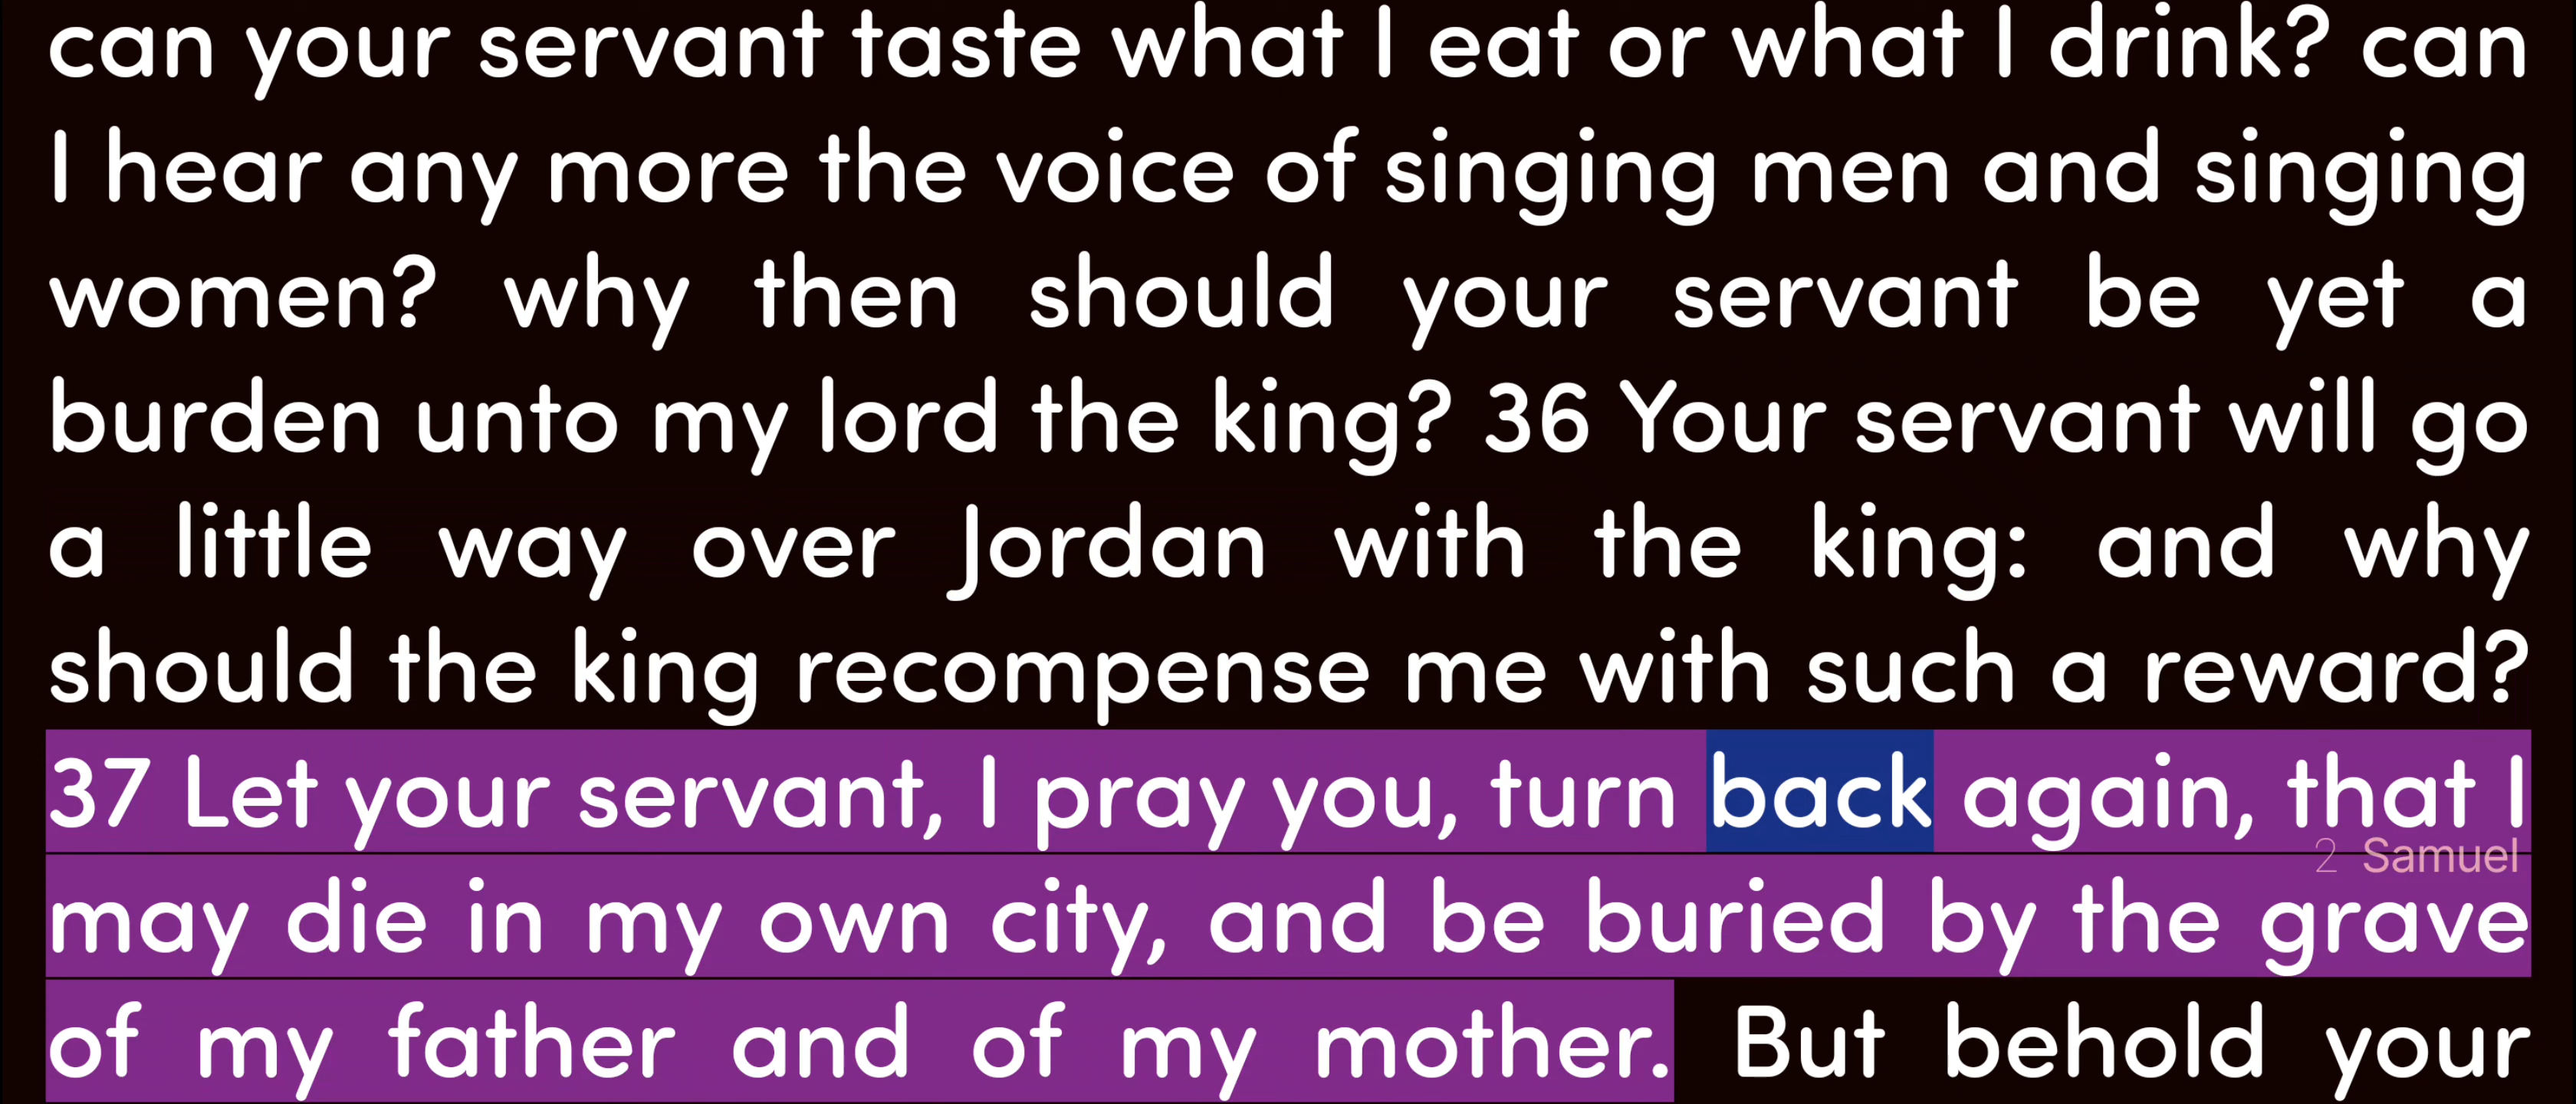 can your servant taste what I eat or what I drink? can
I hear any more the voice of singing men and singing
women? why then should your servant be yet a
burden unto my lord the king? 36 Your servant will go
a little way over Jordan with the king: and why
should the king recompense me with such a reward?
37 Let your servant, I pray you, turn back again, that I
2 Samuel
may die in my own city, and be buried by the grave
of my father and of my mother. But behold your